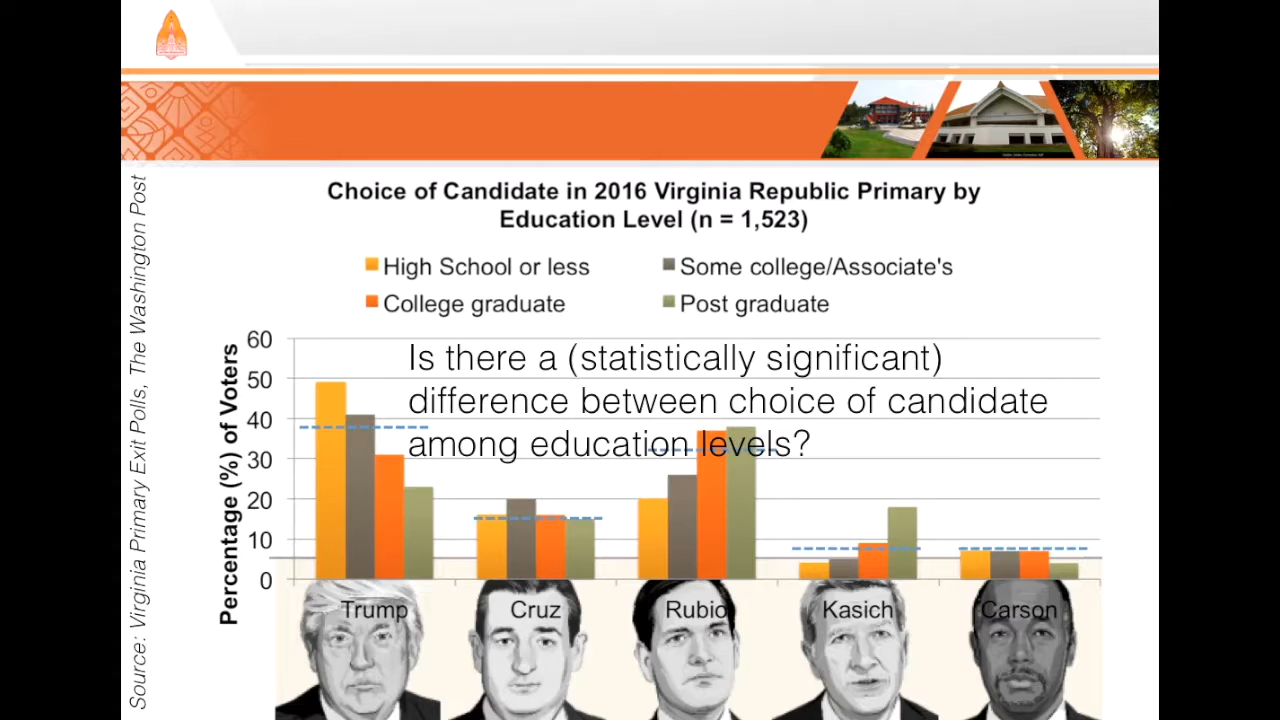 Choice of Candidate in 2016 Virginia Republic Primary by
Education Level (n = 1,523)
High School or less
Some college/Associate's
College graduate
Post graduate
Is there a (statistically significant)
difference between choice of candidate
among education levels?
Percentage (%) of Voters
60
50
40
30
20
10
0
Trump
Cruz
Rubio
Kasich
Carson
Source: Virginia Primary Exit Polls, The Washington Post